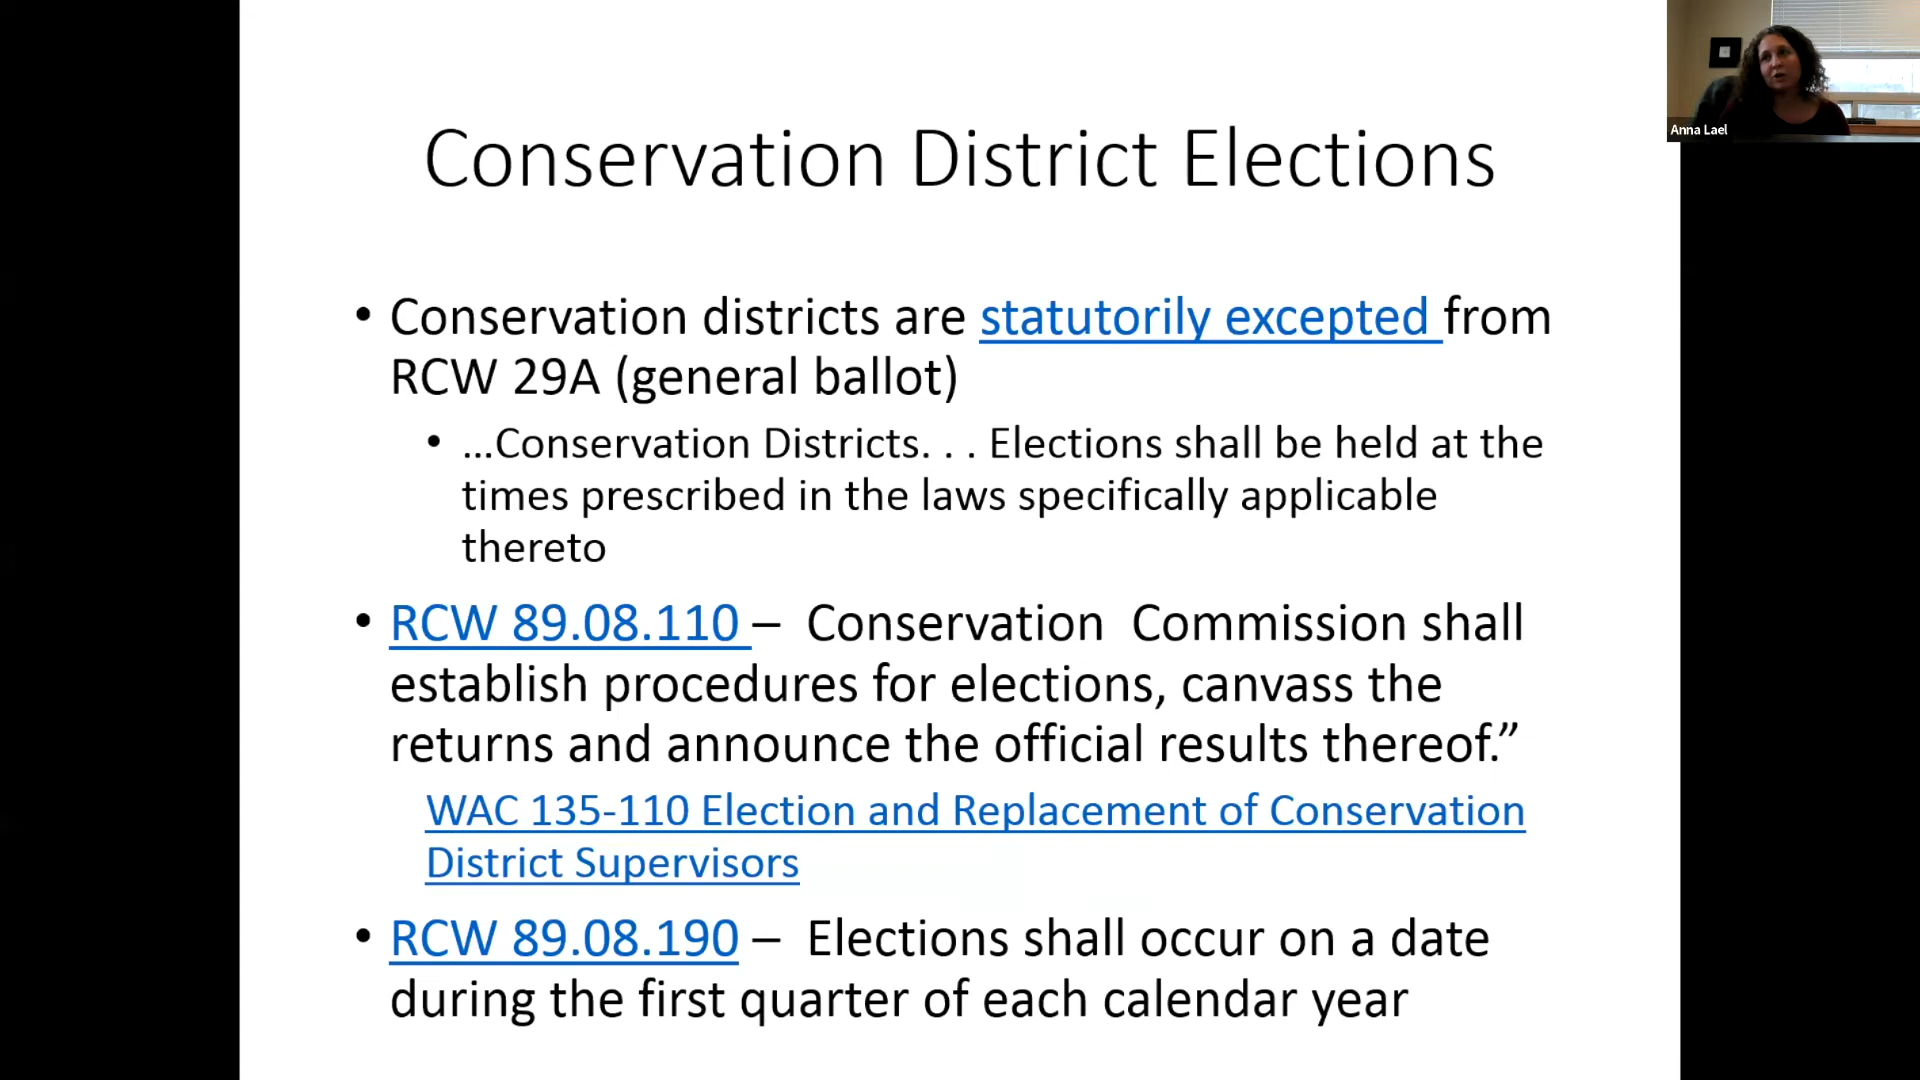 Conservation District Elections
• Conservation districts are statutorily excepted from
RCW 29A (general ballot)
• ...Conservation Districts. . . Elections shall be held at the
times prescribed in the laws specifically applicable
thereto
• RCW 89.08.110 – Conservation Commission shall
establish procedures for elections, canvass the
returns and announce the official results thereof.”
WAC 135-110 Election and Replacement of Conservation
District Supervisors
• RCW 89.08.190 – Elections shall occur on a date
during the first quarter of each calendar year
Anna Lael